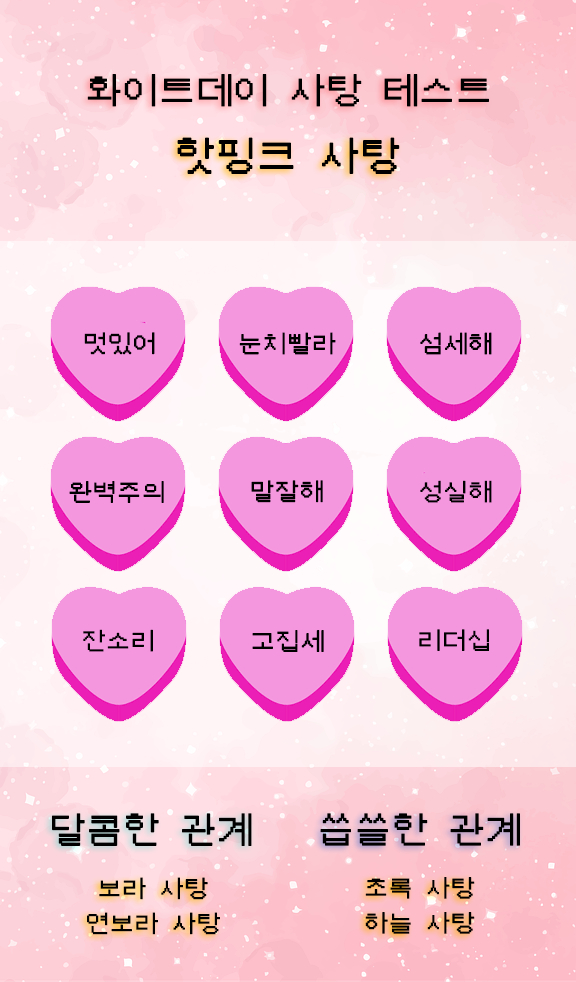 화이트데이 사탕 테스트
핫핑크 사탕
멋있어 눈치빨라 섬세해
완벽주의 말잘해 성실해
잔소리 고집세 리더십
달콤한 관계 씁쓸한 관계
보라 사탕 초록 사탕
연보라 사탕 하늘 사탕